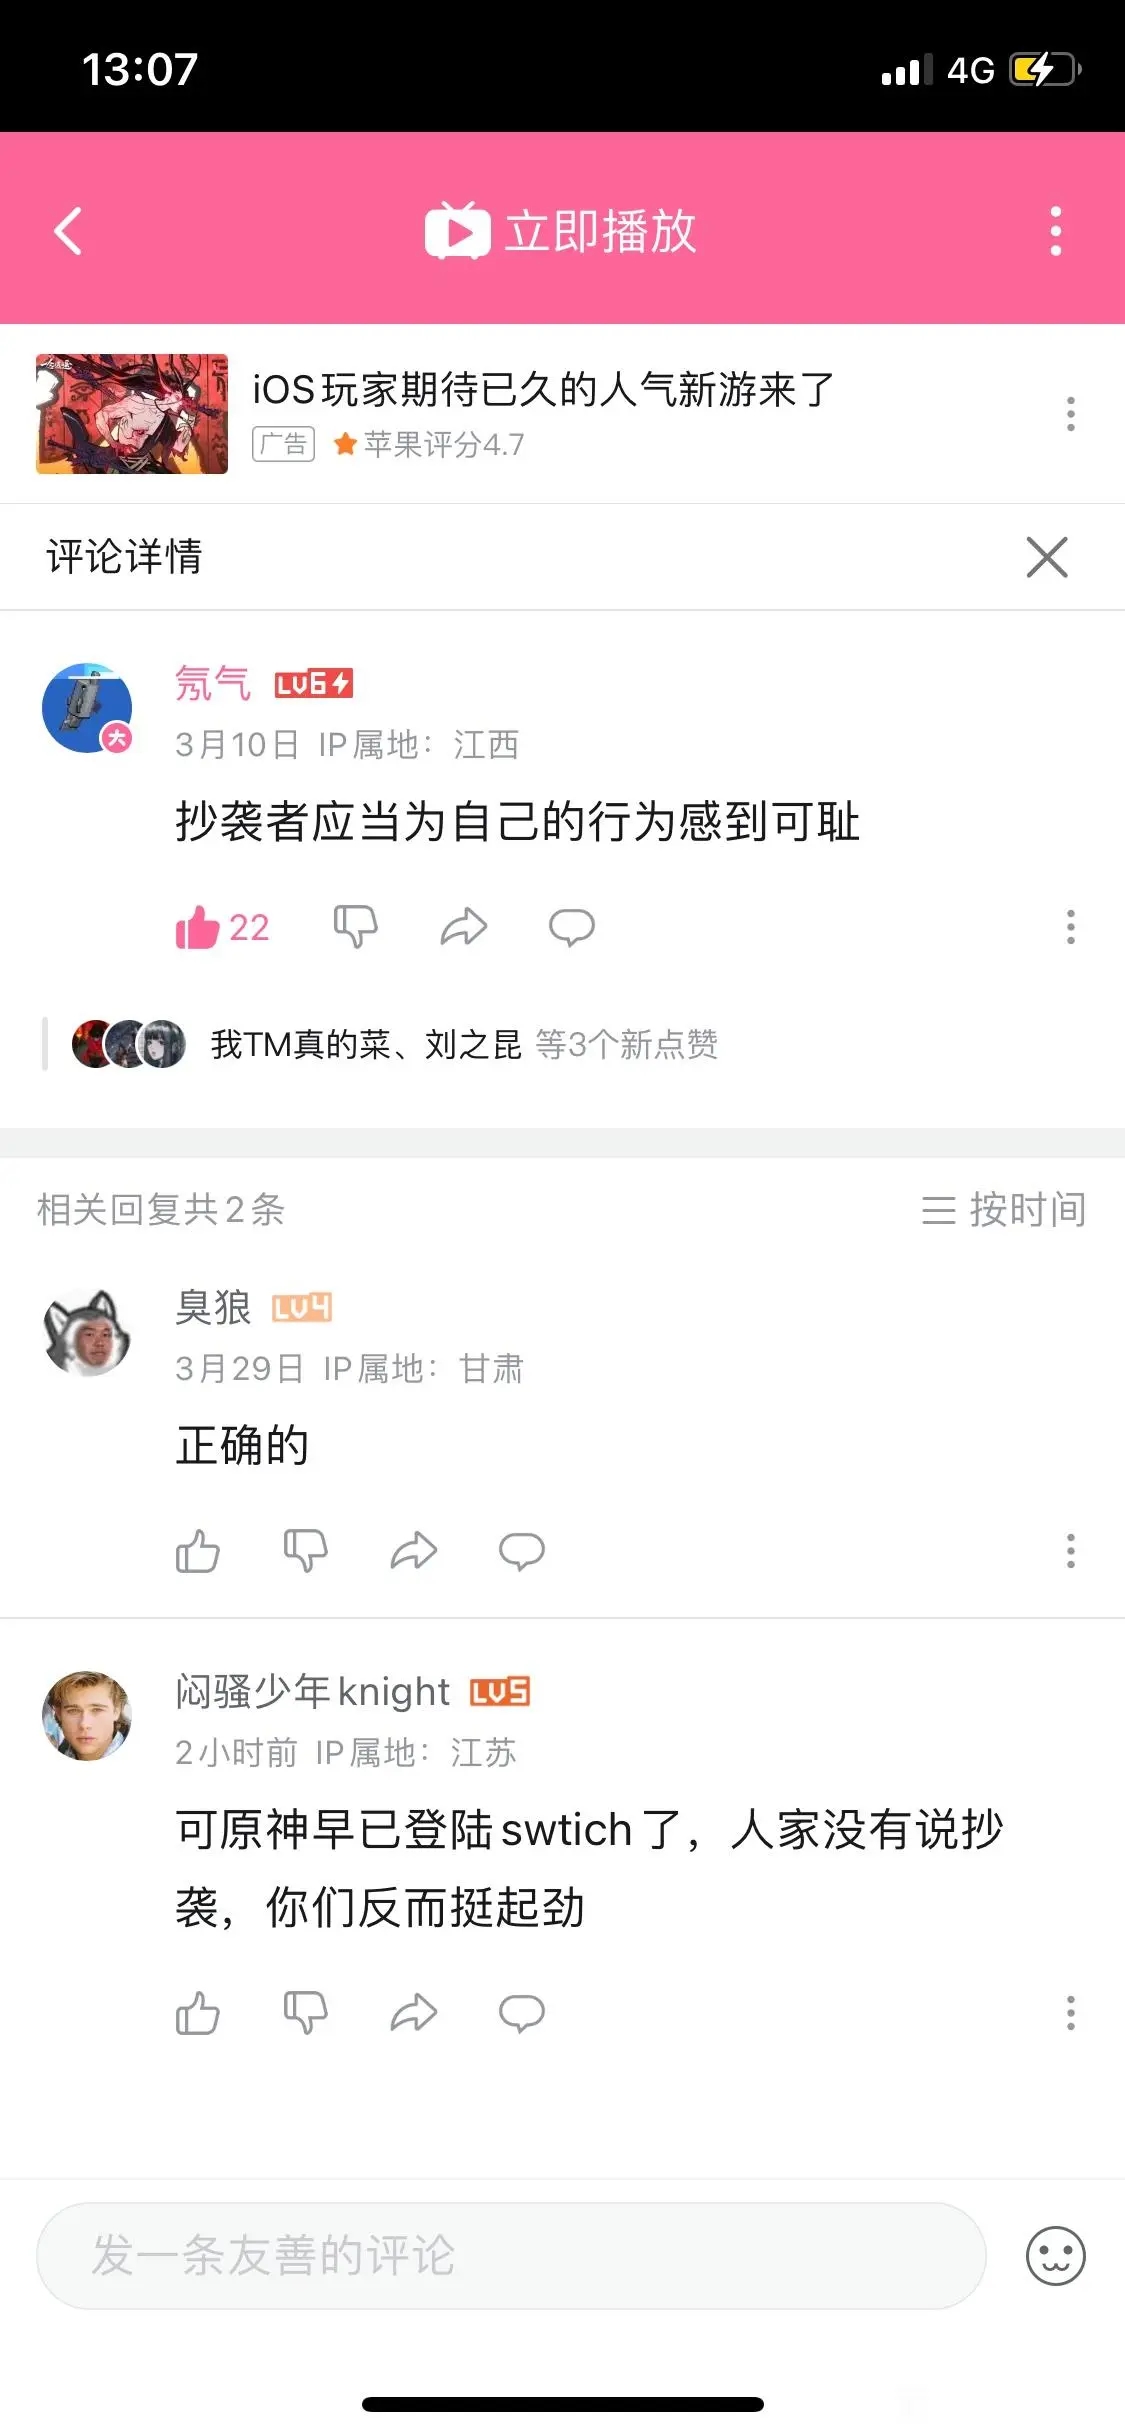 13:07
4G
立即播放
iOS玩家期待已久的人气新游来了
广告 苹果评分4.7
评论详情
氖气 LV6
大
3月10日 IP属地：江西
抄袭者应当为自己的行为感到可耻
22
我TM真的菜、刘之昆 等3个新点赞
相关回复共2条
按时间
臭狼 LV4
3月29日 IP属地：甘肃
正确的
闷骚少年knight LV5
2小时前 IP属地：江苏
可原神早已登陆swtich了，人家没有说抄
袭，你们反而挺起劲
发一条友善的评论